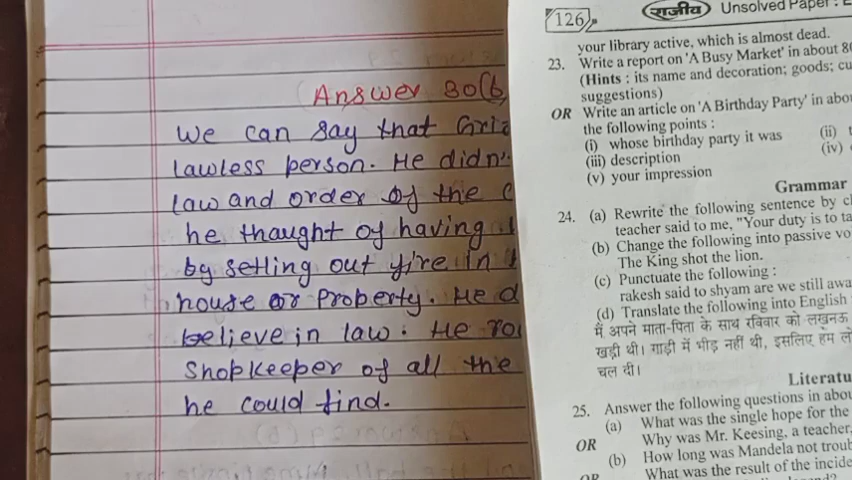 Answer 30(b
We can say that Gri
lawless person. He didn'
law and order of the
he thaught of having
by setting out fire in
house or property. He d
believe in law. He ro
Shopkeeper of all the
he could find.
126
राजीव Unsolved Paper :
your library active, which is almost dead.
23. Write a report on 'A Busy Market' in about 80
(Hints : its name and decoration; goods; cu
suggestions)
OR Write an article on 'A Birthday Party' in abou
the following points :
(i) whose birthday party it was (ii)
(iii) description (iv)
(v) your impression
Grammar
24. (a) Rewrite the following sentence by c
teacher said to me, "Your duty is to ta
(b) Change the following into passive vo
The King shot the lion.
(c) Punctuate the following :
rakesh said to shyam are we still awa
(d) Translate the following into English
मैं अपने माता-पिता के साथ रविवार को लखनऊ
खड़ी थी। गाड़ी में भीड़ नहीं थी, इसलिए हम लो
चल दी।
Literatu
25. Answer the following questions in abou
(a) What was the single hope for the
OR Why was Mr. Keesing, a teacher,
(b) How long was Mandela not troub
OR What was the result of the incide